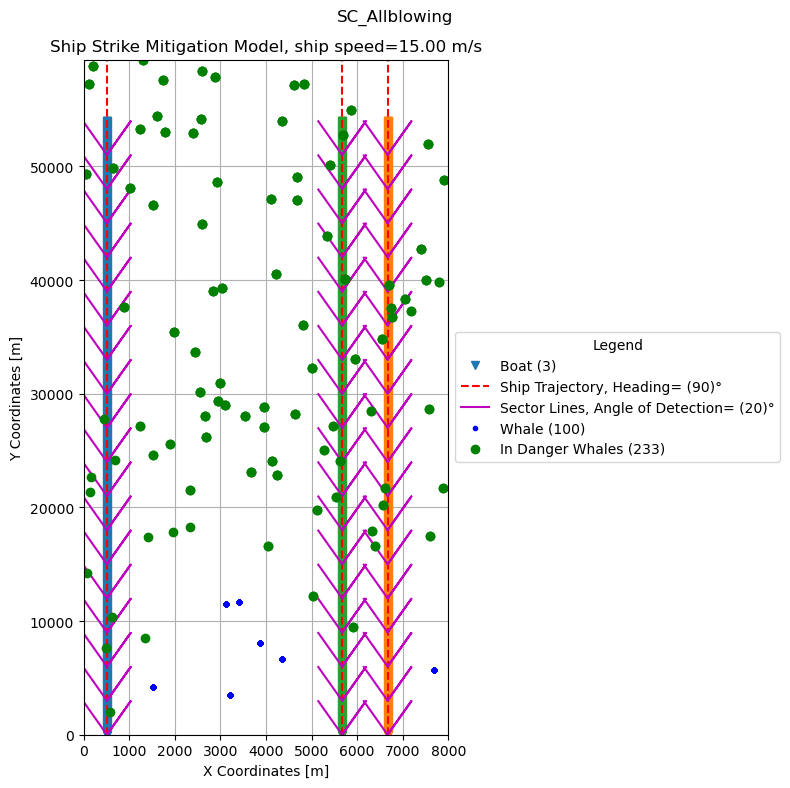 SC_Allblowing
Ship Strike Mitigation Model, ship speed=15.00 m/s
50000
40000
30000
20000
10000
0
Y Coordinates [m]
0 1000 2000 3000 4000 5000 6000 7000 8000
X Coordinates [m]
Legend
Boat (3)
Ship Trajectory, Heading= (90)°
Sector Lines, Angle of Detection= (20)°
Whale (100)
In Danger Whales (233)